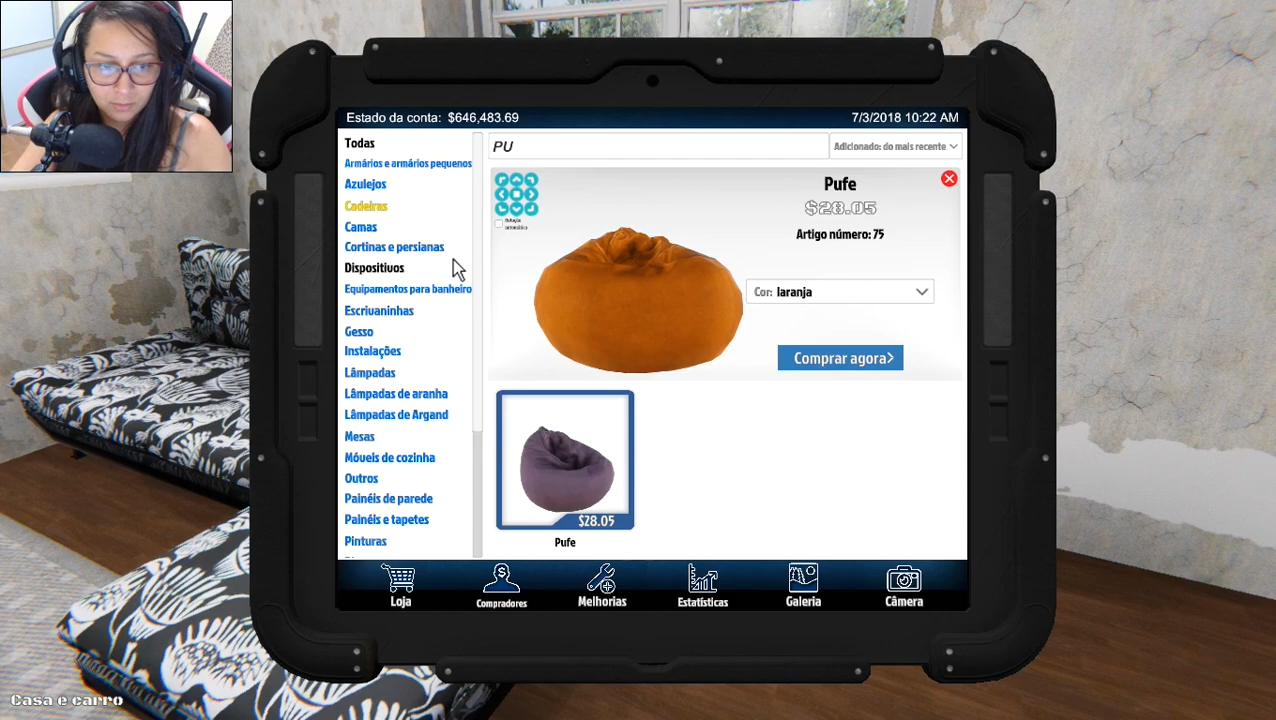 Estado da conta: $646,483.69
7/3/2018 10:22 AM
Todas
Armários e armários pequenos
Azulejos
Cadeiras
Camas
Cortinas e persianas
Dispositivos
Equipamentos para banheiro
Escrivaninhas
Gesso
Instalações
Lâmpadas
Lâmpadas de aranha
Lâmpadas de Argand
Mesas
Móveis de cozinha
Outros
Painéis de parede
Painéis e tapetes
Pinturas
PU
Adicionado: do mais recente
Rotação
automático
Pufe
$28.05
Artigo número: 75
Cor: laranja
Comprar agora>
$28.05
Pufe
Loja
Compradores
Melhorias
Estatísticas
Galeria
Câmera
Casa e carro